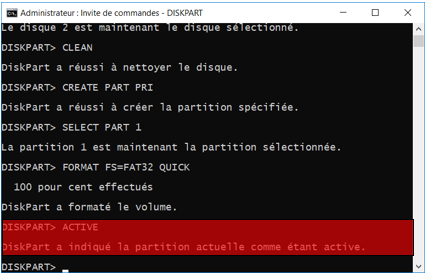 Administrateur : Invite de commandes - DISKPART
Le disque 2 est maintenant le disque sélectionné.
DISKPART> CLEAN
DiskPart a réussi à nettoyer le disque.
DISKPART> CREATE PART PRI
DiskPart a réussi à créer la partition spécifiée.
DISKPART> SELECT PART 1
La partition 1 est maintenant la partition sélectionnée.
DISKPART> FORMAT FS=FAT32 QUICK
100 pour cent effectués
DiskPart a formaté le volume.
DISKPART> ACTIVE
DiskPart a indiqué la partition actuelle comme étant active.
DISKPART> _